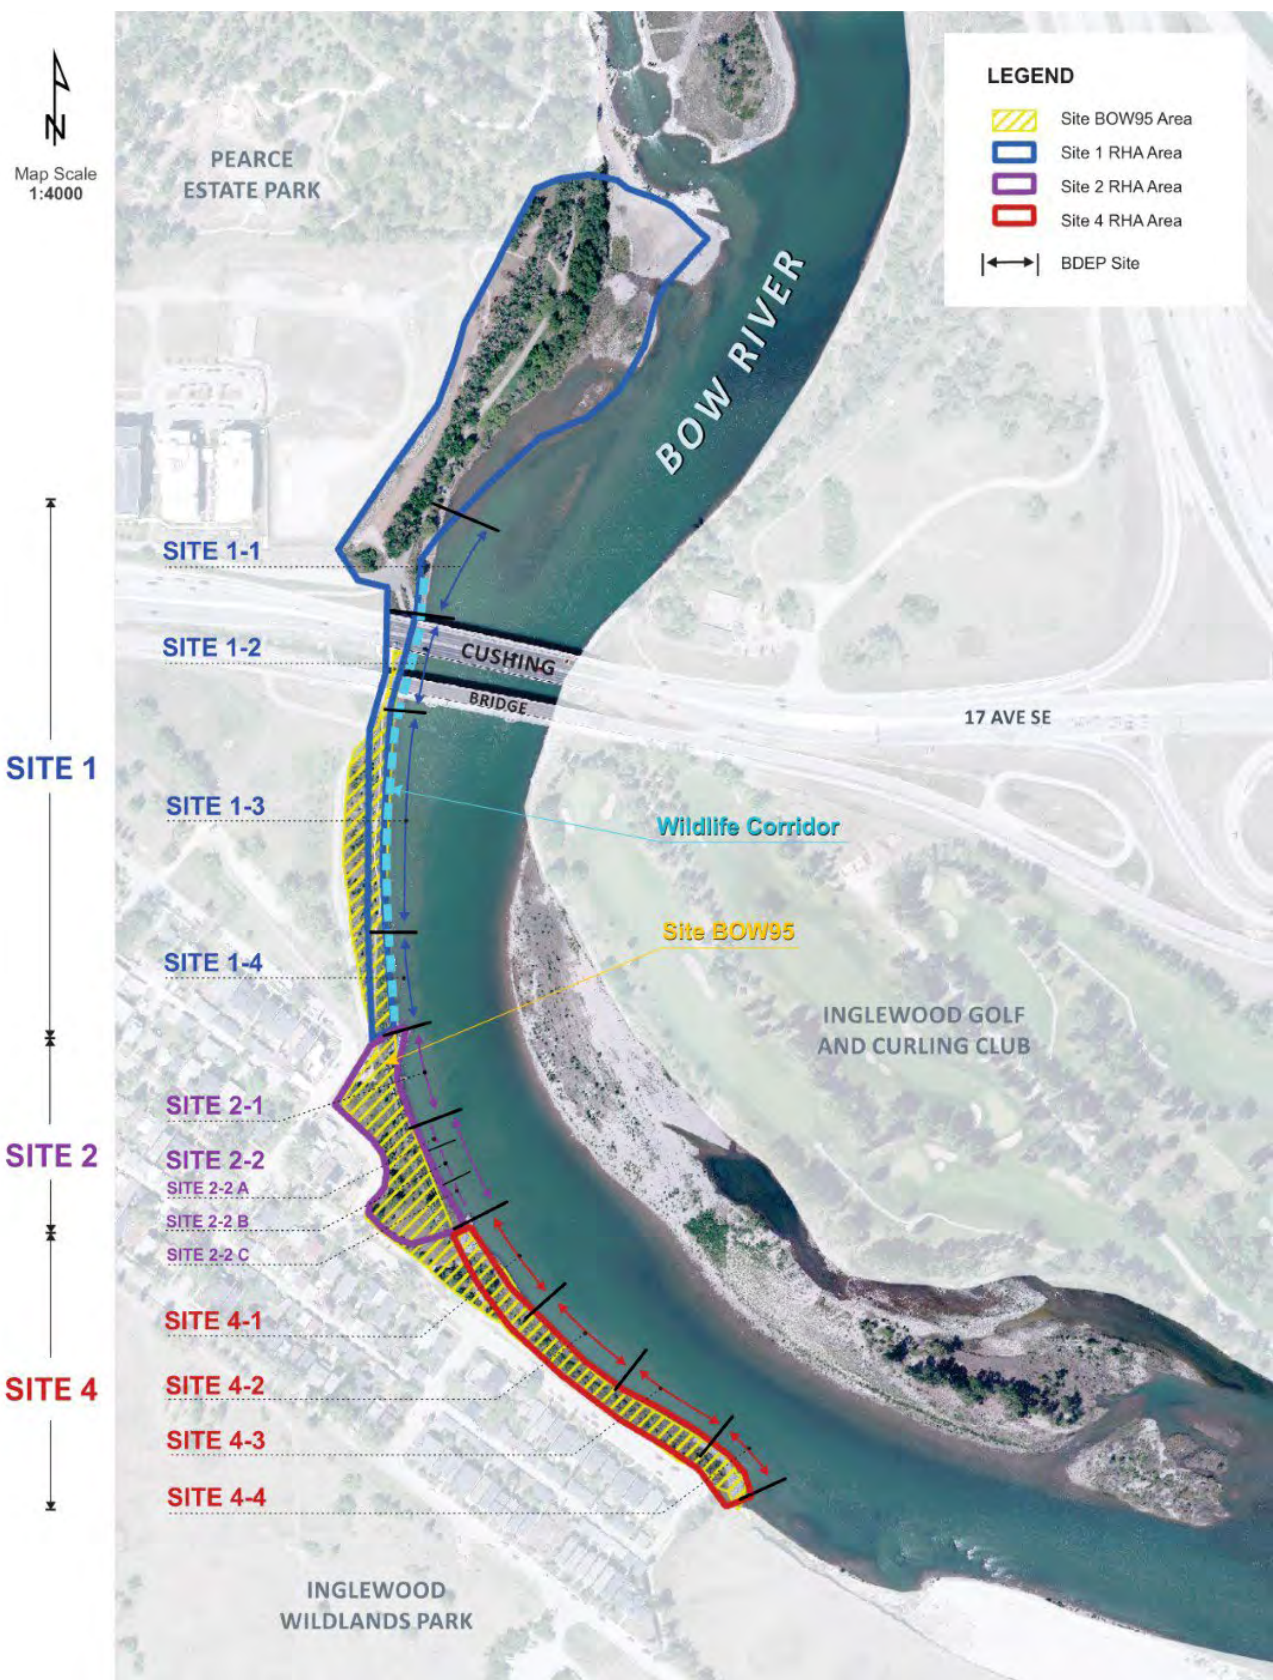 N
Map Scale
1:4000
PEARCE
ESTATE PARK
LEGEND
Site BOW95 Area
Site 1 RHA Area
Site 2 RHA Area
Site 4 RHA Area
BDEP Site
BOW RIVER
SITE 1-1
SITE 1-2
CUSHING
BRIDGE
17 AVE SE
SITE 1
SITE 1-3
Wildlife Corridor
Site BOW95
SITE 1-4
INGLEWOOD GOLF
AND CURLING CLUB
SITE 2-1
SITE 2
SITE 2-2
SITE 2-2 A
SITE 2-2 B
SITE 2-2 C
SITE 4-1
SITE 4
SITE 4-2
SITE 4-3
SITE 4-4
INGLEWOOD
WILDLANDS PARK